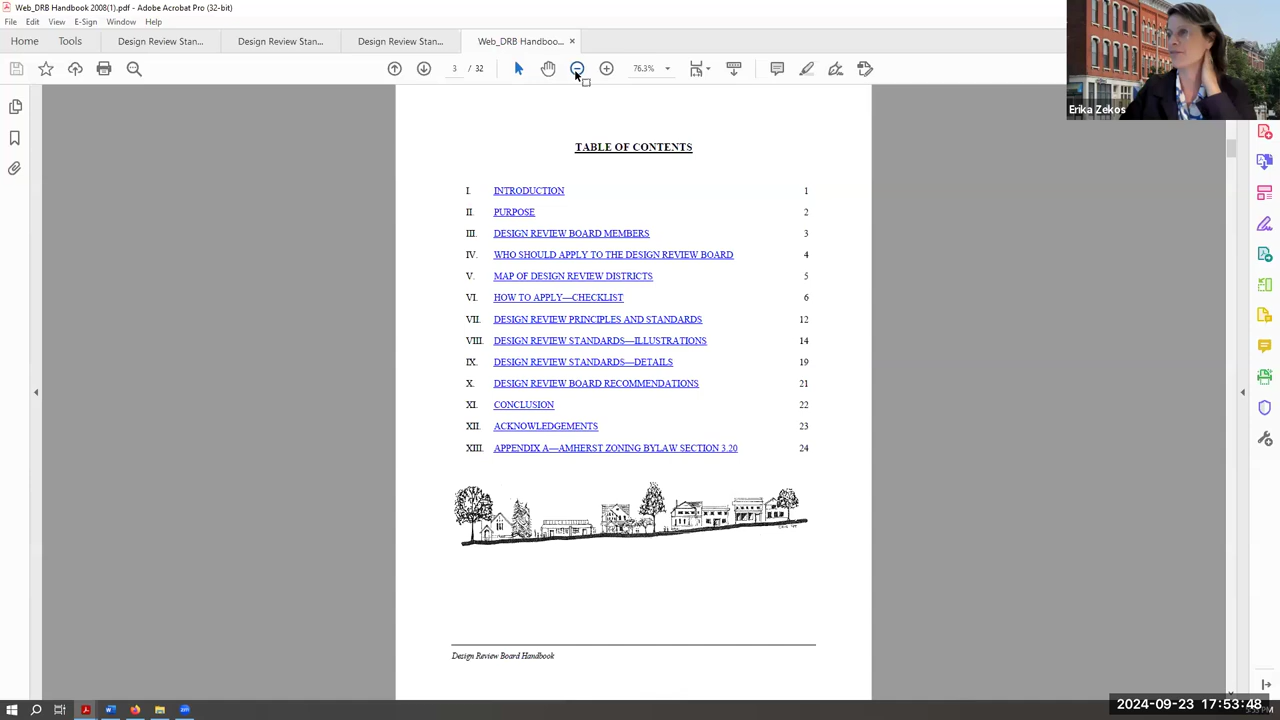 Web_DRB Handbook 2008(1).pdf - Adobe Acrobat Pro (32-bit)
File Edit View E-Sign Window Help
Home Tools Design Review Stan... Design Review Stan... Design Review Stan... Web_DRB Handboo... ×
3 / 32 76.3%
Erika Zekos
TABLE OF CONTENTS
I. INTRODUCTION 1
II. PURPOSE 2
III. DESIGN REVIEW BOARD MEMBERS 3
IV. WHO SHOULD APPLY TO THE DESIGN REVIEW BOARD 4
V. MAP OF DESIGN REVIEW DISTRICTS 5
VI. HOW TO APPLY—CHECKLIST 6
VII. DESIGN REVIEW PRINCIPLES AND STANDARDS 12
VIII. DESIGN REVIEW STANDARDS—ILLUSTRATIONS 14
IX. DESIGN REVIEW STANDARDS—DETAILS 19
X. DESIGN REVIEW BOARD RECOMMENDATIONS 21
XI. CONCLUSION 22
XII. ACKNOWLEDGEMENTS 23
XIII. APPENDIX A—AMHERST ZONING BYLAW SECTION 3.20 24
Design Review Board Handbook
2024-09-23 17:53:48